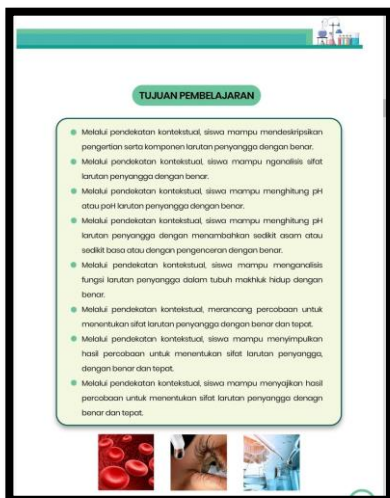 TUJUAN PEMBELAJARAN
Melalui pendekatan kontekstual, siswa mampu mendeskripsikan
pengertian serta komponen larutan penyangga dengan benar.
Melalui pendekatan kontekstual, siswa mampu nganalisis sifat
larutan penyangga dengan benar.
Melalui pendekatan kontekstual, siswa mampu menghitung pH
atau poH larutan penyangga dengan benar.
Melalui pendekatan kontekstual, siswa mampu menghitung pH
larutan penyangga dengan menambahkan sedikit asam atau
sedikit basa atau dengan pengenceran dengan benar.
Melalui pendekatan kontekstual, siswa mampu menganalisis
fungsi larutan penyangga dalam tubuh makhluk hidup dengan
benar.
Melalui pendekatan kontekstual, merancang percobaan untuk
menentukan sifat larutan penyangga dengan benar dan tepat.
Melalui pendekatan kontekstual, siswa mampu menyimpulkan
hasil percobaan untuk menentukan sifat larutan penyangga,
dengan benar dan tepat.
Melalui pendekatan kontekstual, siswa mampu menyajikan hasil
percobaan untuk menentukan sifat larutan penyangga denagn
benar dan tepat.